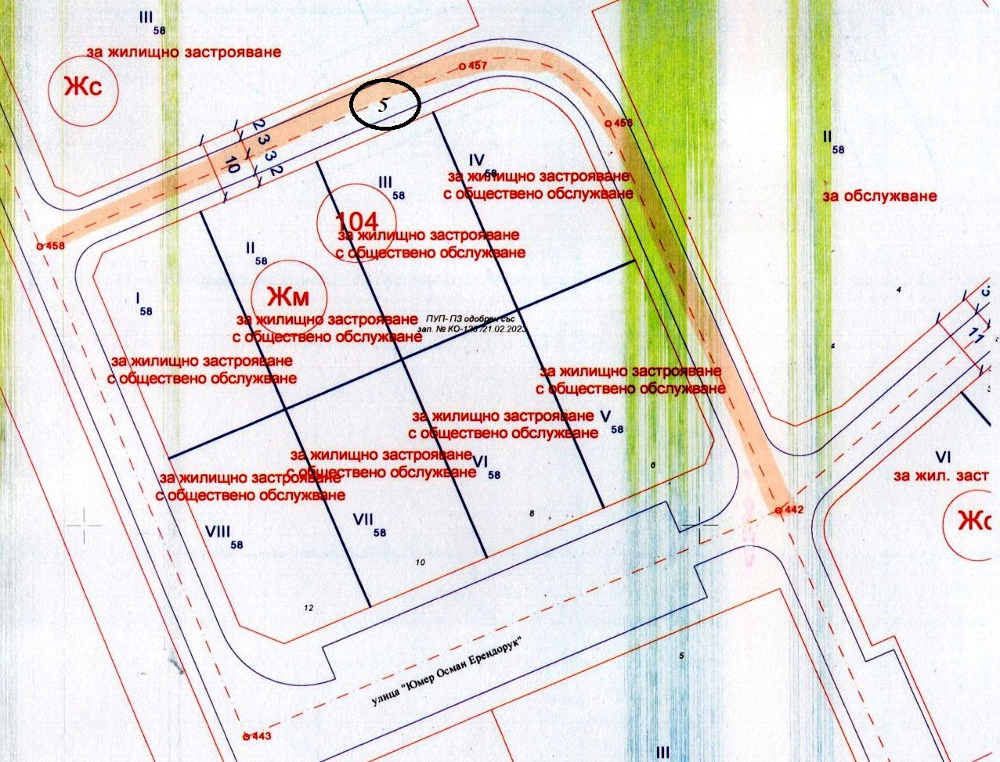 III
58
за жилищно застрояване
Жс
457
5
456
2
3
3
2
10
IV
58
за жилищно застрояване
с обществено обслужване
II
58
за обслужване
III
58
104
за жилищно застрояване
с обществено обслужване
458
II
58
Жм
I
58
4
за жилищно застрояване
с обществено обслужване
ПУП- ПЗ одобрен със
зап. № КО-123/21.02.2023
11
за жилищно застрояване
с обществено обслужване
за жилищно застрояване
с обществено обслужване
V
58
за жилищно застрояване
с обществено обслужване
VI
58
за жилищно застрояване
с обществено обслужване
6
VI
за жил. заст
за жилищно застрояване
с обществено обслужване
442
8
VII
58
VIII
58
10
12
улица "Юмер Осман Ерендорук"
5
443
III